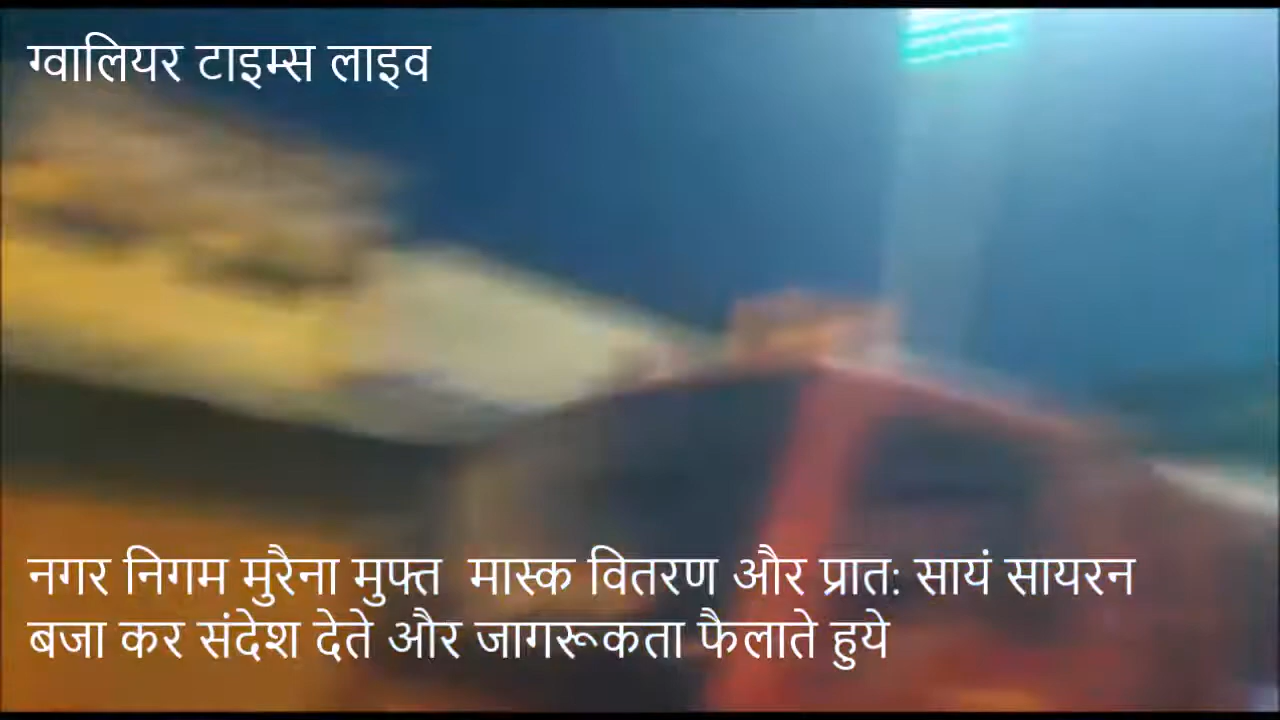 ग्वालियर टाइम्स लाइव
नगर निगम मुरैना मुफ्त  मास्क वितरण और प्रातः सायं सायरन
बजा कर संदेश देते और जागरूकता फैलाते हुये